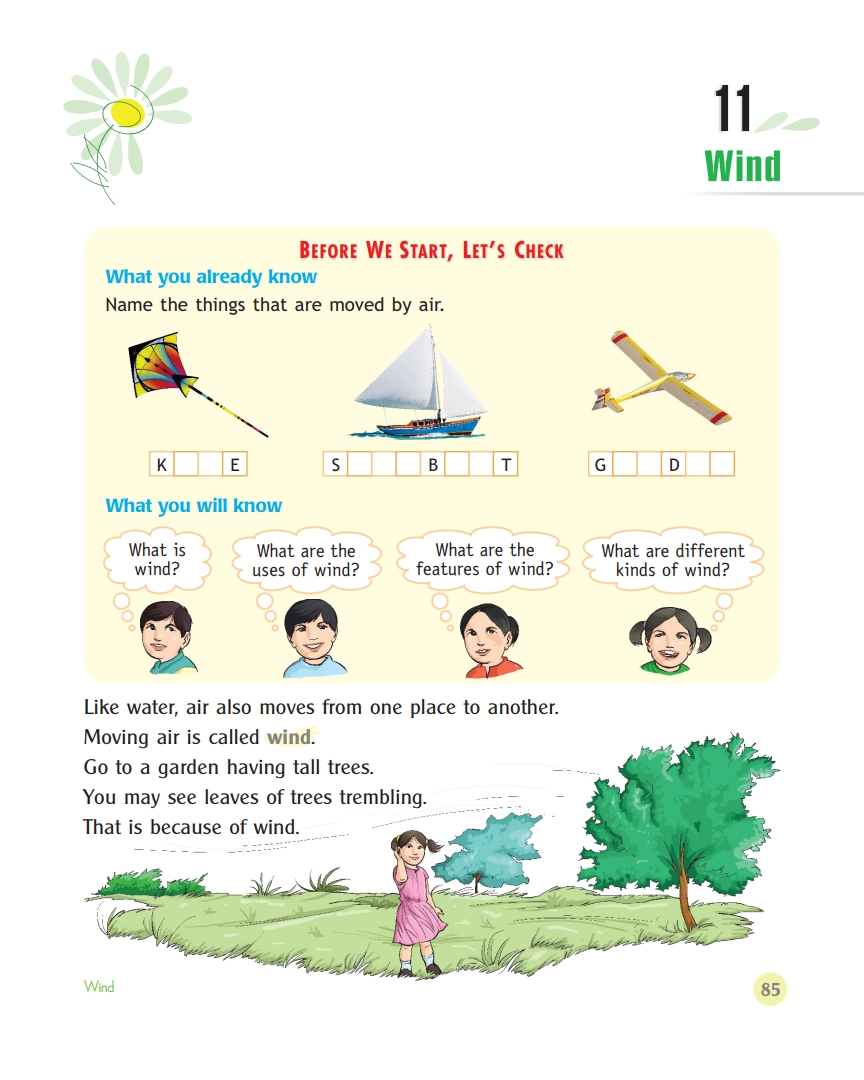 11
Wind
BEFORE WE START, LET'S CHECK
What you already know
Name the things that are moved by air.
K E
S B T
G D
What you will know
What is
wind?
What are the
uses of wind?
What are the
features of wind?
What are different
kinds of wind?
Like water, air also moves from one place to another.
Moving air is called wind.
Go to a garden having tall trees.
You may see leaves of trees trembling.
That is because of wind.
Wind
85